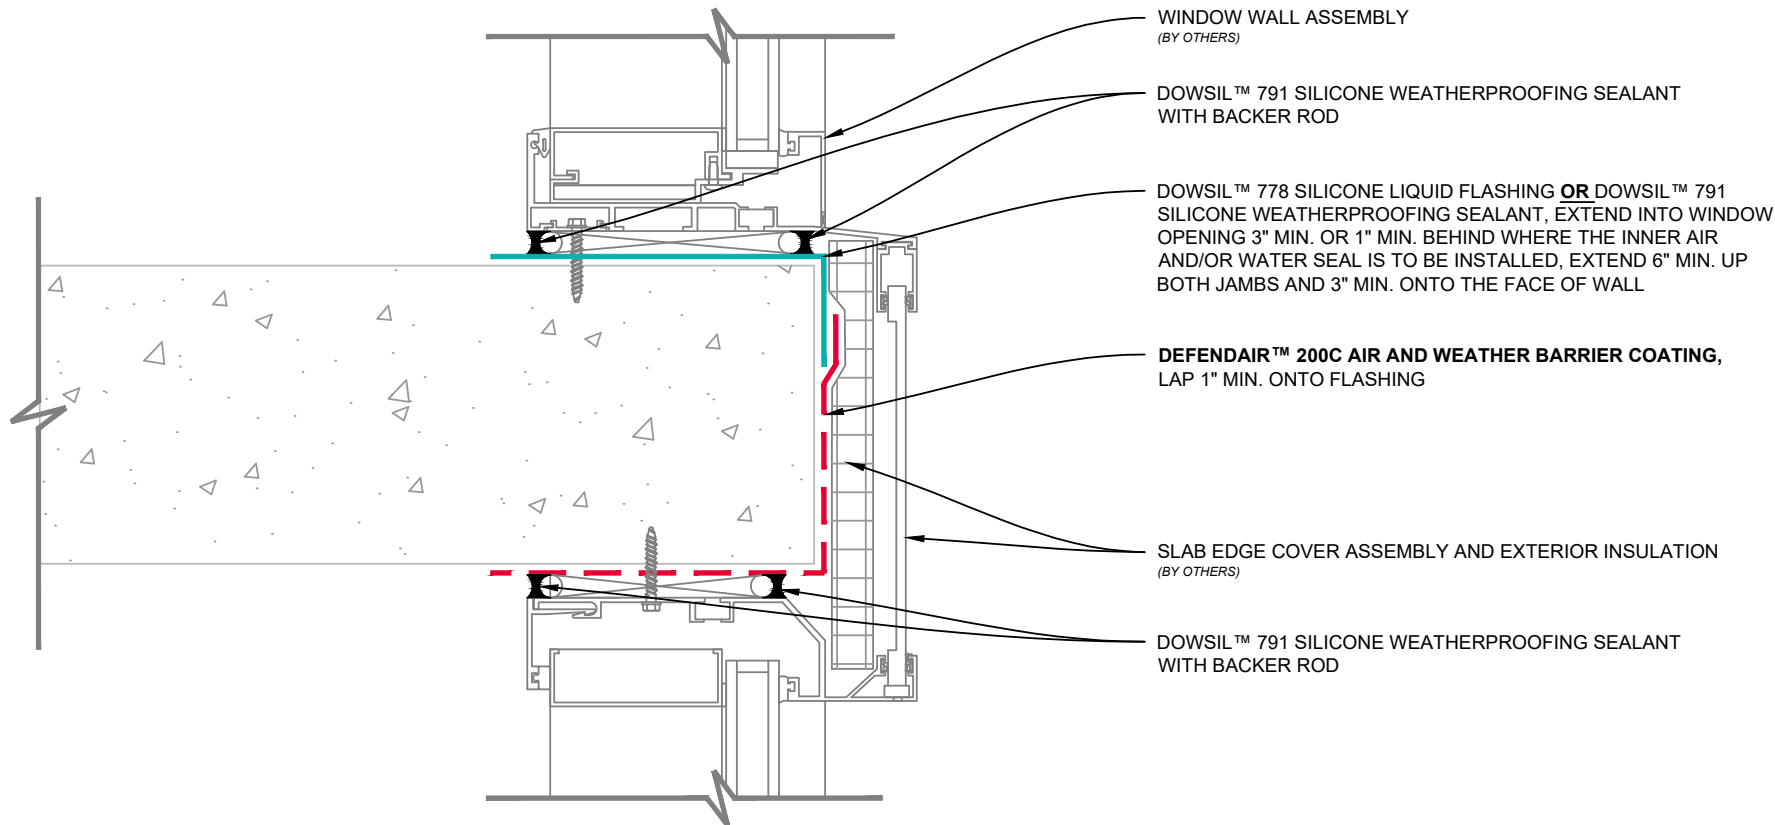 WINDOW WALL ASSEMBLY
(BY OTHERS)
DOWSIL™ 791 SILICONE WEATHERPROOFING SEALANT
WITH BACKER ROD
DOWSIL™ 778 SILICONE LIQUID FLASHING OR DOWSIL™ 791
SILICONE WEATHERPROOFING SEALANT, EXTEND INTO WINDOW
OPENING 3" MIN. OR 1" MIN. BEHIND WHERE THE INNER AIR
AND/OR WATER SEAL IS TO BE INSTALLED, EXTEND 6" MIN. UP
BOTH JAMBS AND 3" MIN. ONTO THE FACE OF WALL
DEFENDAIR™ 200C AIR AND WEATHER BARRIER COATING,
LAP 1" MIN. ONTO FLASHING
SLAB EDGE COVER ASSEMBLY AND EXTERIOR INSULATION
(BY OTHERS)
DOWSIL™ 791 SILICONE WEATHERPROOFING SEALANT
WITH BACKER ROD